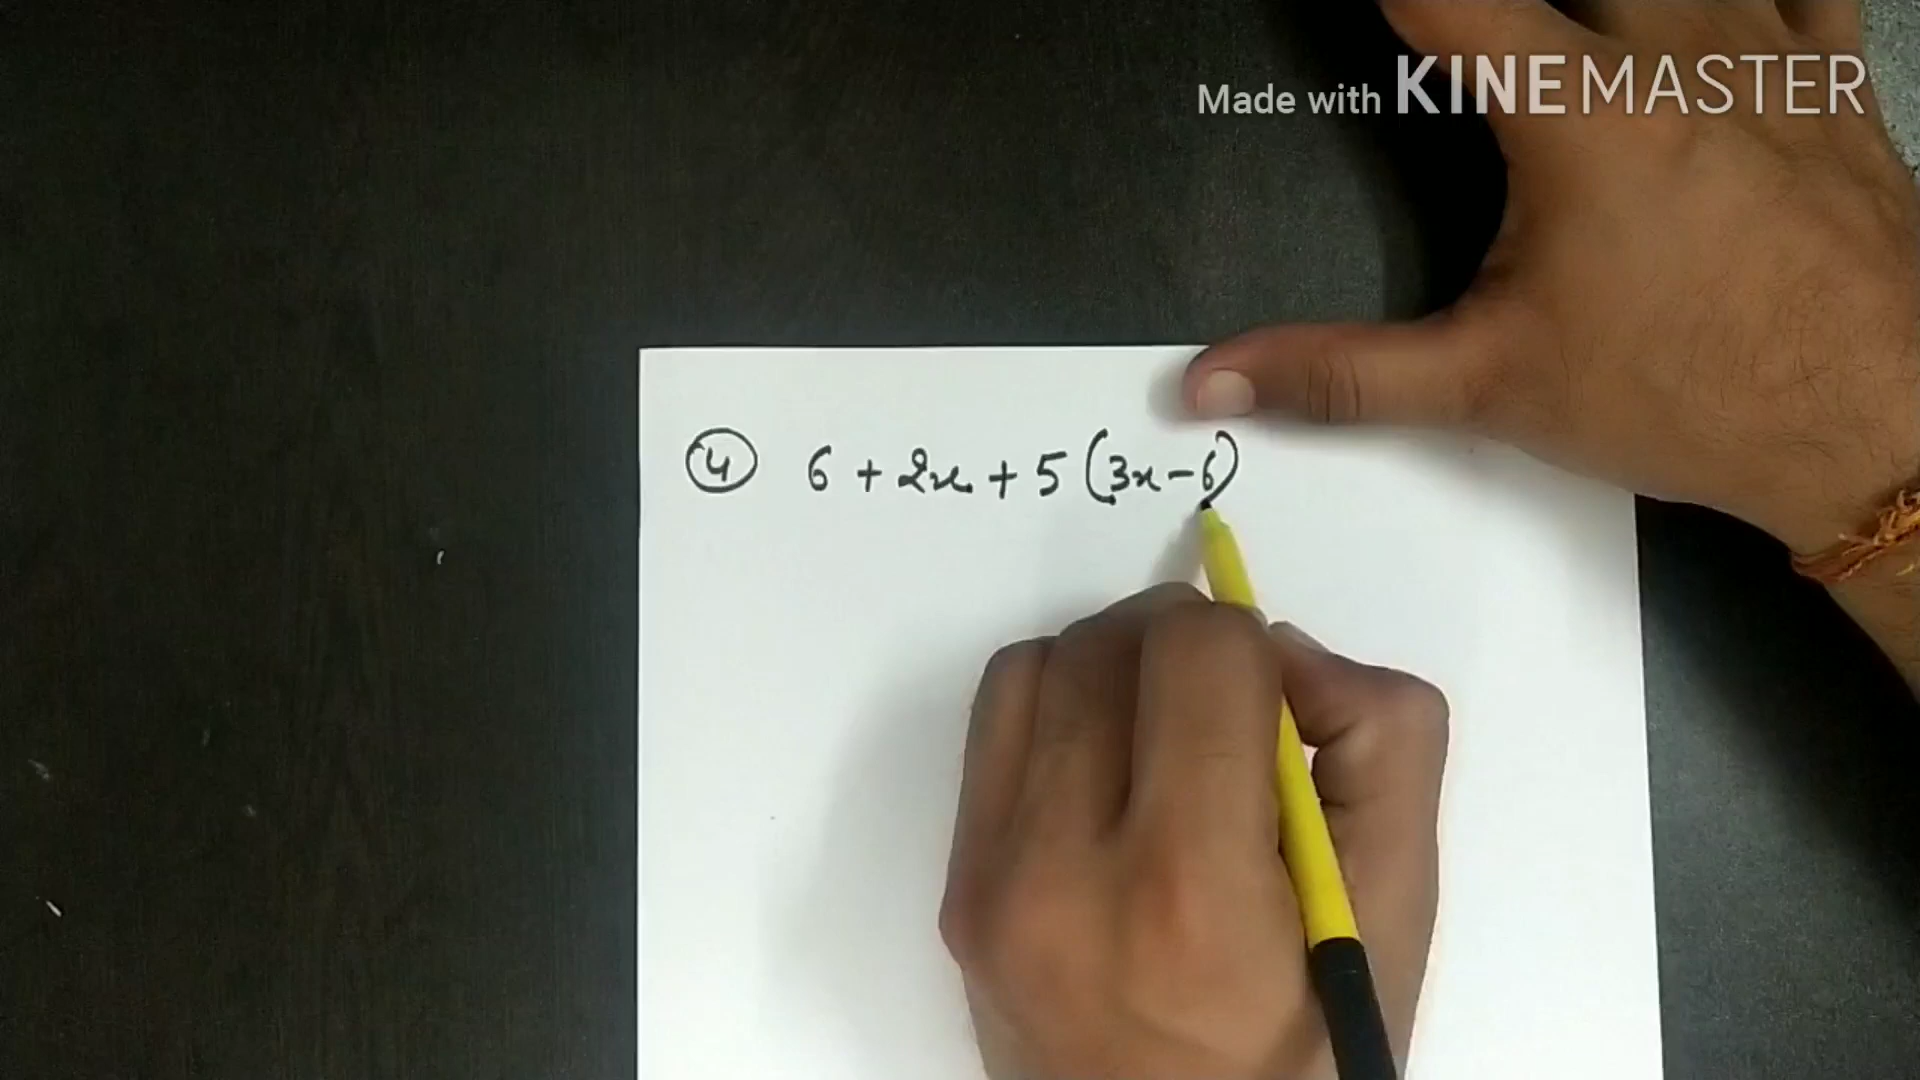 Made with KINEMASTER
④ 6 + 2x + 5 (3x - 6)